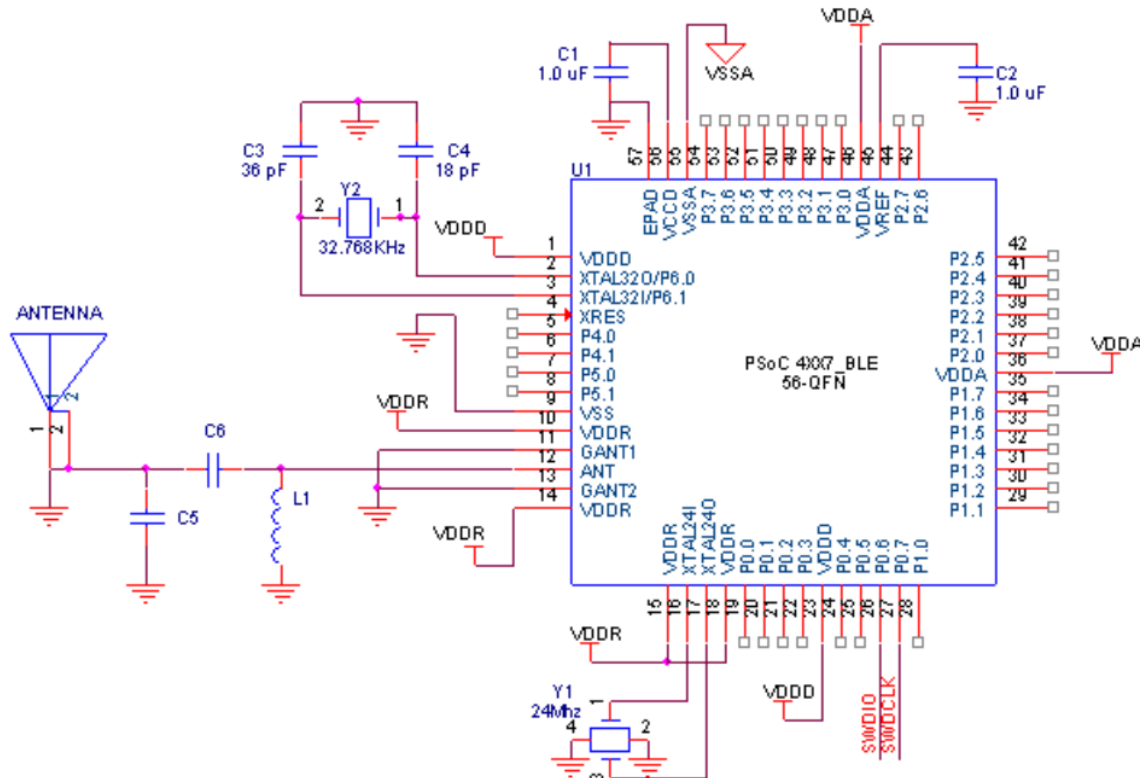 VDDA
C1
1.0 uF
VSSA
C2
1.0 uF
C3
36 pF
C4
18 pF
Y2
2
1
32.768KHz
VDDD
U1
57
56
55
54
53
52
51
50
49
48
47
46
45
44
43
EPAD
VCCD
VSSA
P3.7
P3.6
P3.5
P3.4
P3.3
P3.2
P3.1
P3.0
VDDA
VREF
P2.7
P2.6
1
VDDD
2
XTAL32O/P6.0
3
XTAL32I/P6.1
4
XRES
5
P4.0
6
P4.1
7
P5.0
8
P5.1
9
VSS
10
VDDR
11
GANT1
12
ANT
13
GANT2
14
VDDR
42
P2.5
41
P2.4
40
P2.3
39
P2.2
38
P2.1
37
P2.0
36
VDDA
35
P1.7
34
P1.6
33
P1.5
32
P1.4
31
P1.3
30
P1.2
29
P1.1
PSoC 4XXX7_BLE
56-QFN
VDDA
ANTENNA
1
2
1
2
VDDR
C6
C5
L1
VDDR
VDDR
XTAL24I
XTAL24O
VDDR
P0.0
P0.1
P0.2
P0.3
VDDD
P0.4
P0.5
P0.6
P0.7
P1.0
15
16
17
18
19
20
21
22
23
24
25
26
27
28
VDDR
Y1
24Mhz
1
4
2
3
VDDD
SWDIO
SWDCLK